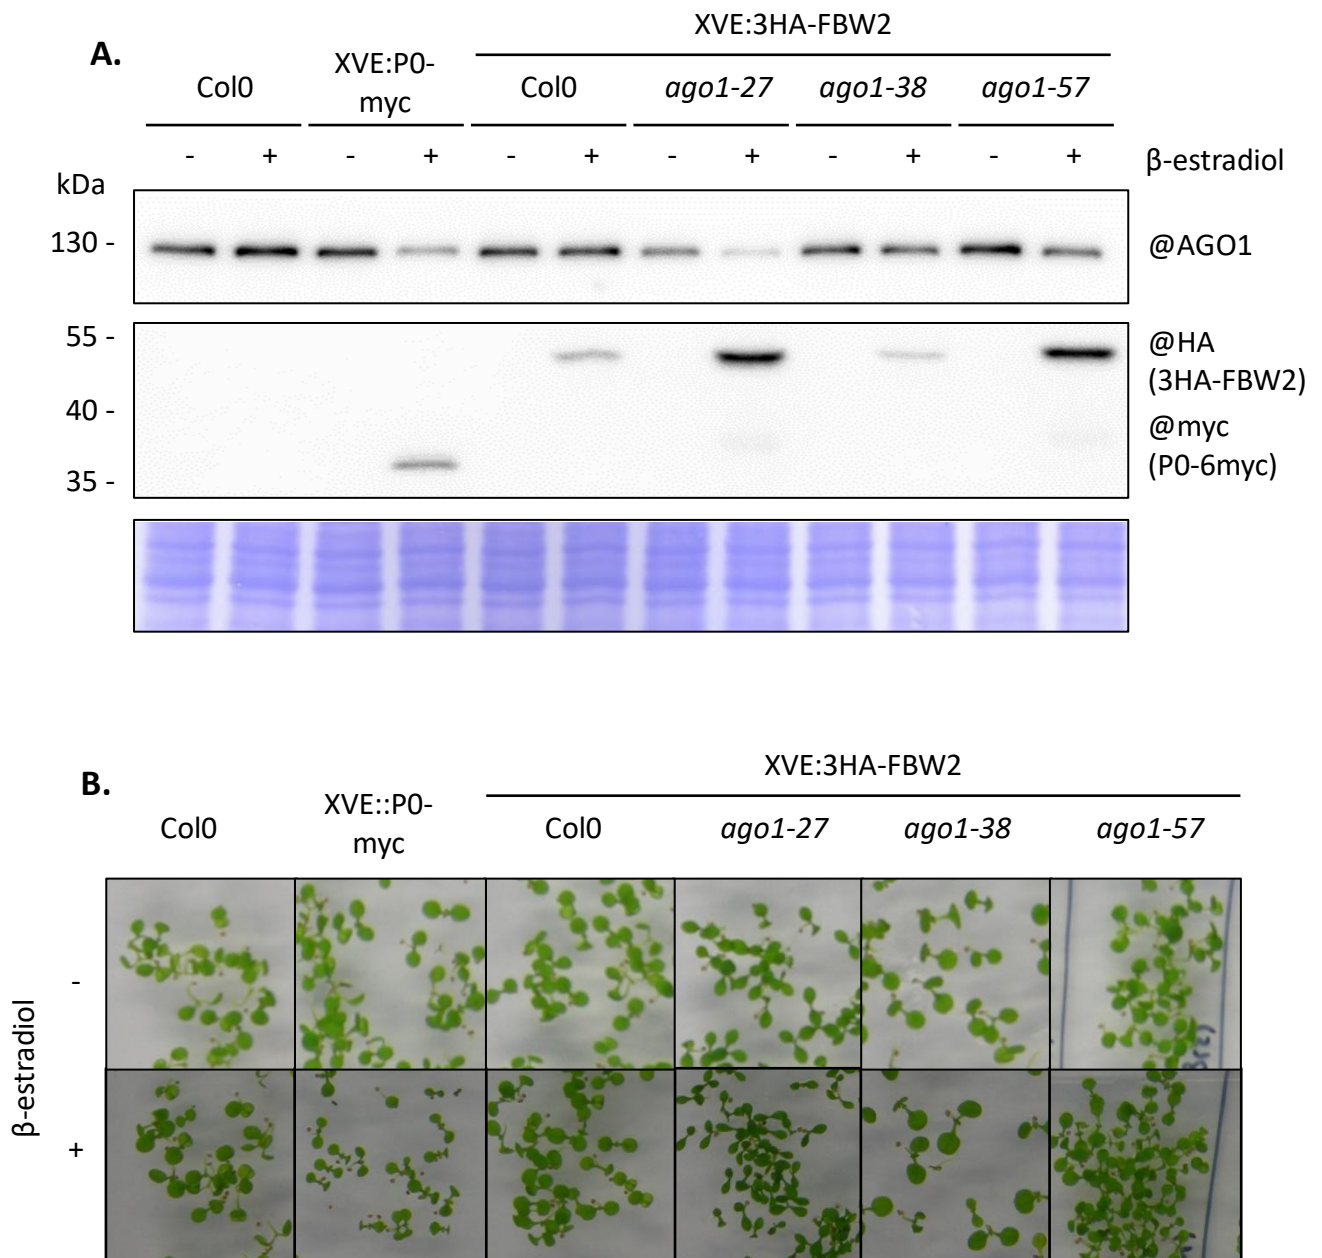 A.
XVE:3HA-FBW2
Col0
XVE:P0-
myc
Col0
ago1-27
ago1-38
ago1-57
- + - + - + - + - + - +
β-estradiol
kDa
130 -
@AGO1
55 -
@HA
(3HA-FBW2)
40 -
@myc
(P0-6myc)
35 -
B.
XVE:3HA-FBW2
Col0
XVE::P0-
myc
Col0
ago1-27
ago1-38
ago1-57
β-estradiol
-
+